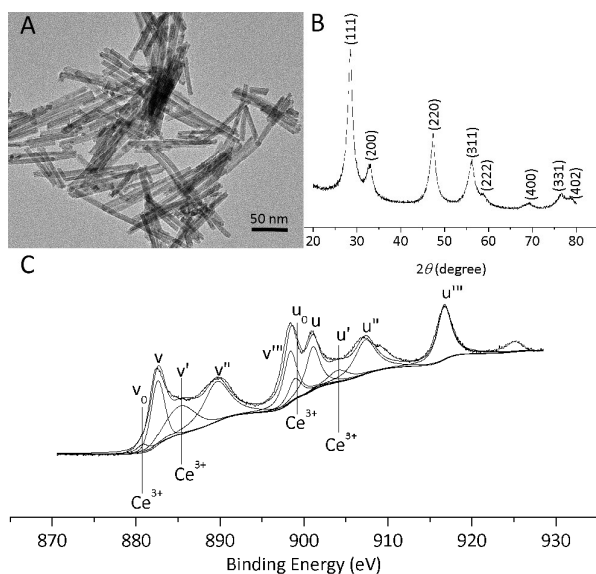 A
50 nm
B
(111)
(200)
(220)
(311)
(222)
(400)
(331)
(402)
20 30 40 50 60 70 80
2θ (degree)
C
v₀ v v' v'' v''' u₀ u u' u'' u'''
Ce³⁺
Ce³⁺
Ce³⁺
Ce³⁺
870 880 890 900 910 920 930
Binding Energy (eV)